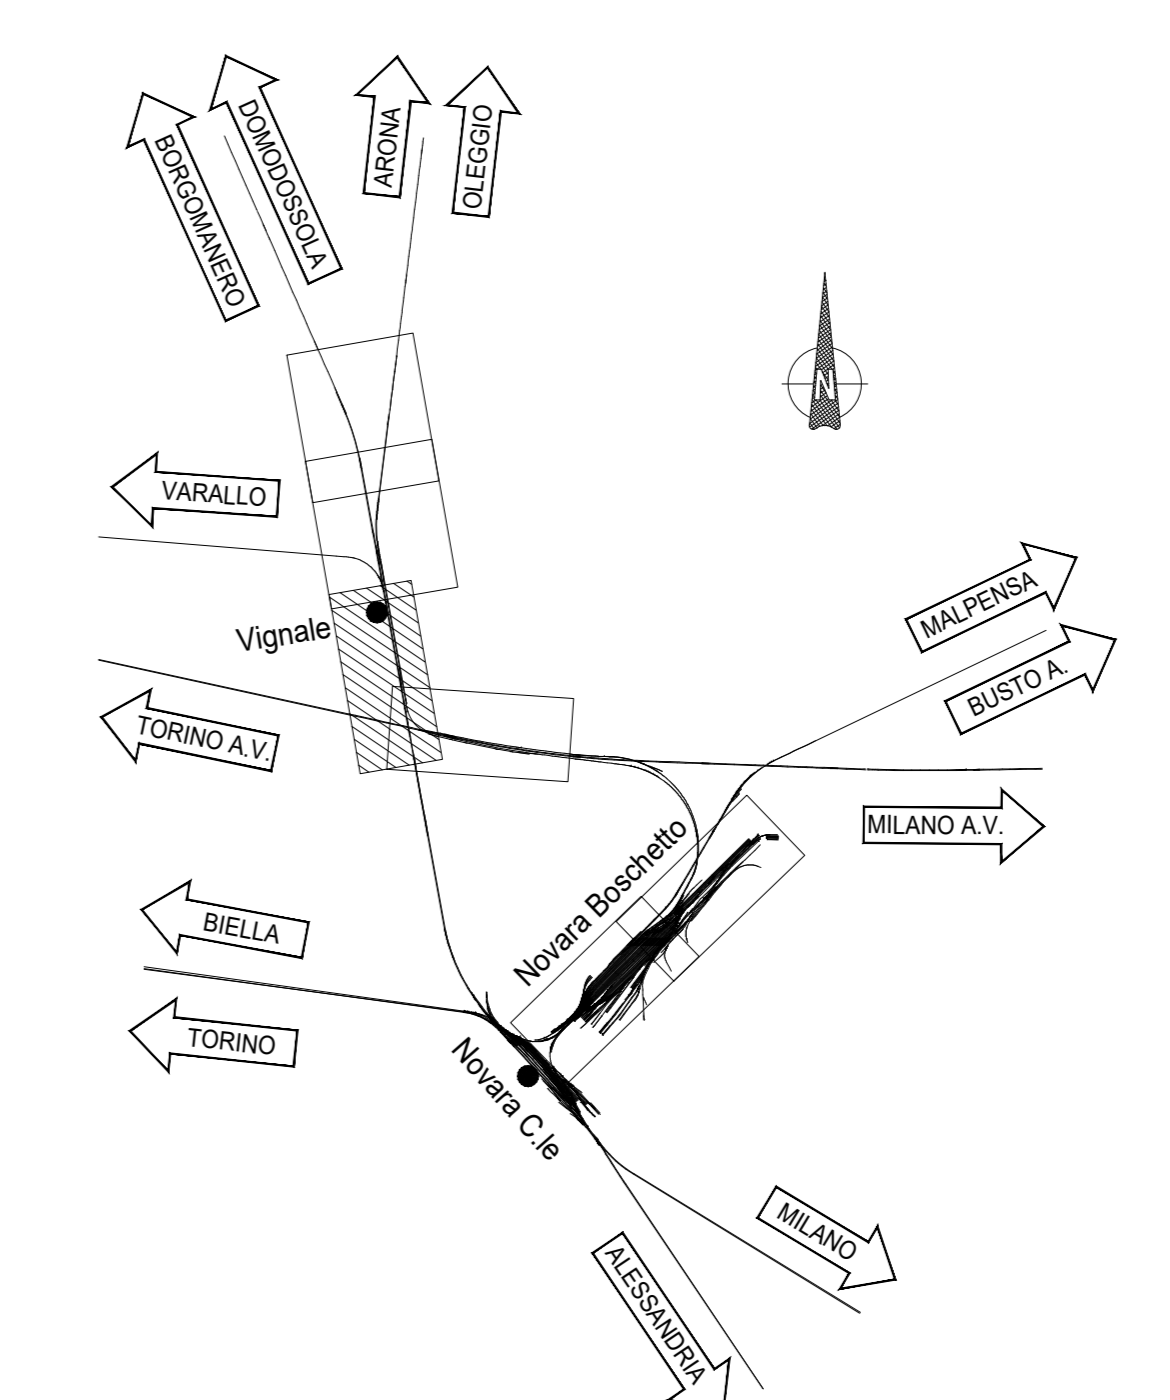 BORGOMANERO
DOMODOSSOLA
ARONA
OLEGGIO
N
VARALLO
MALPENSA
BUSTO A.
Vignale
TORINO A.V.
MILANO A.V.
Novara Boschetto
BIELLA
TORINO
Novara C.le
MILANO
ALESSANDRIA